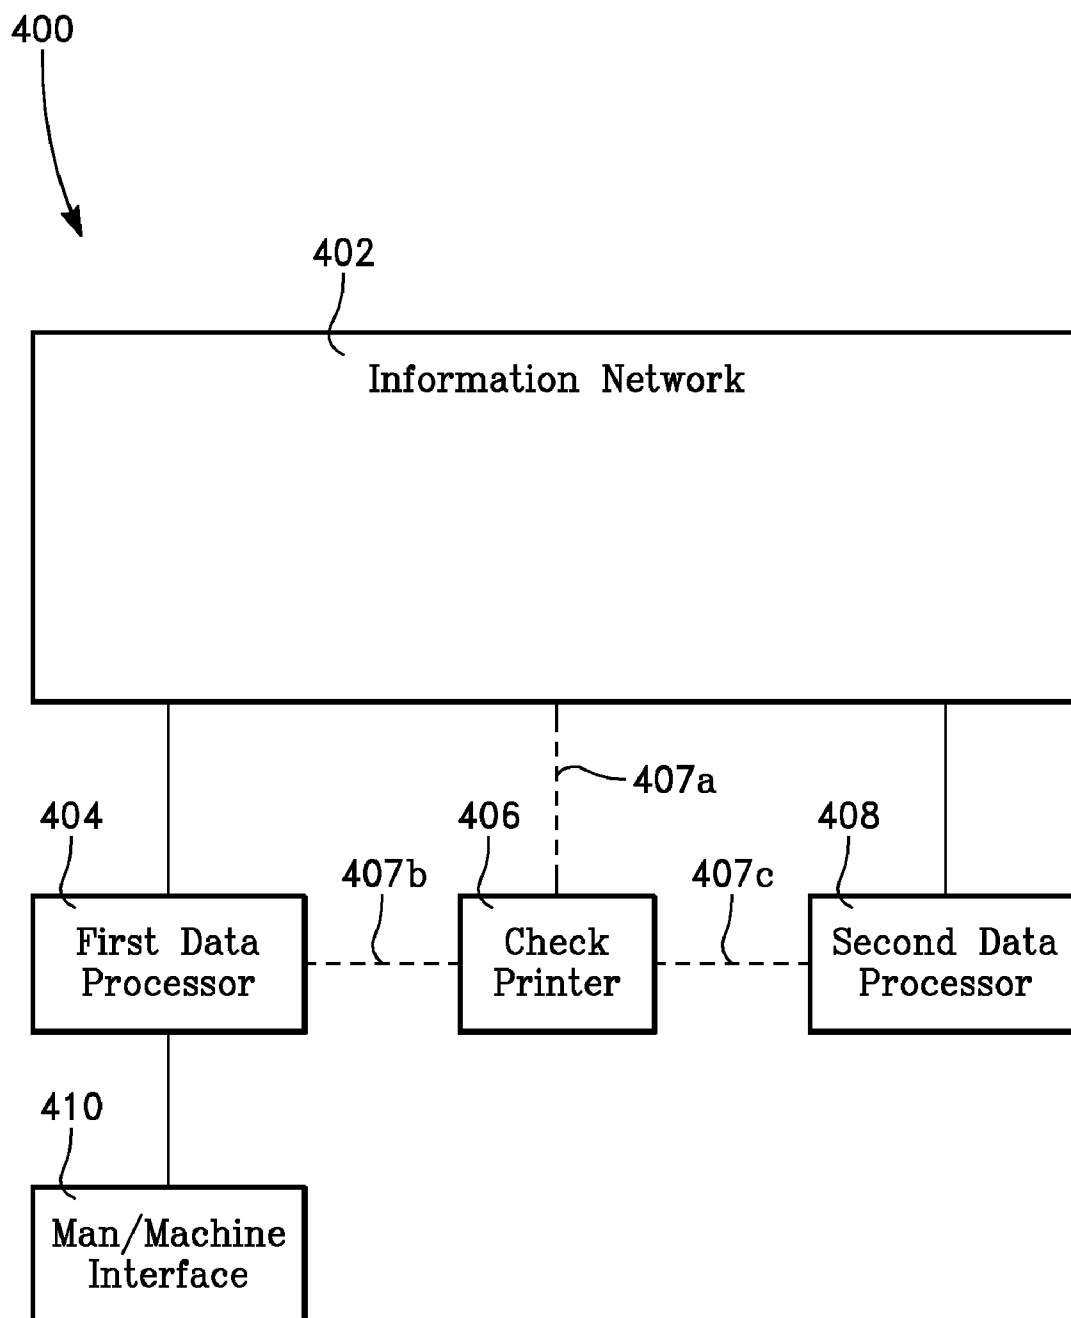 400
402
Information Network
407a
404
406
408
407b
407c
First Data
Processor
Check
Printer
Second Data
Processor
410
Man/Machine
Interface